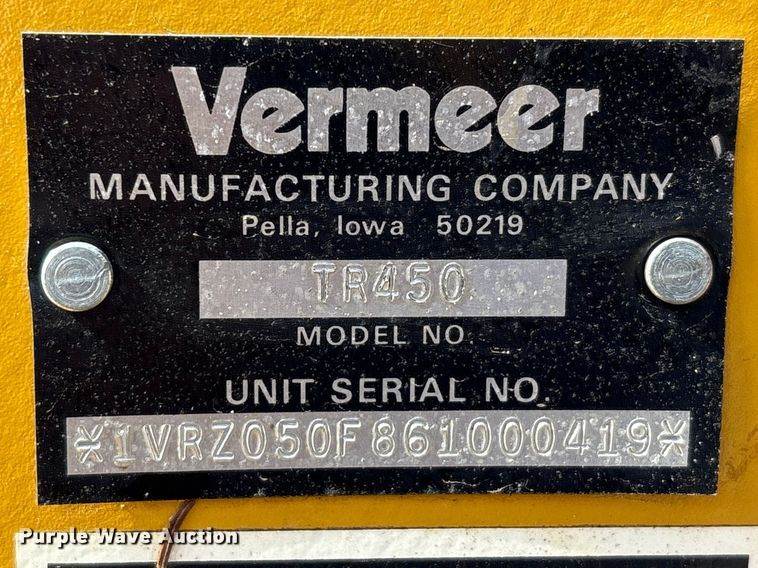 Vermeer
MANUFACTURING COMPANY
Pella, Iowa 50219
TR450
MODEL NO.
UNIT SERIAL NO.
*1VRZ050F861000419*
Purple Wave Auction